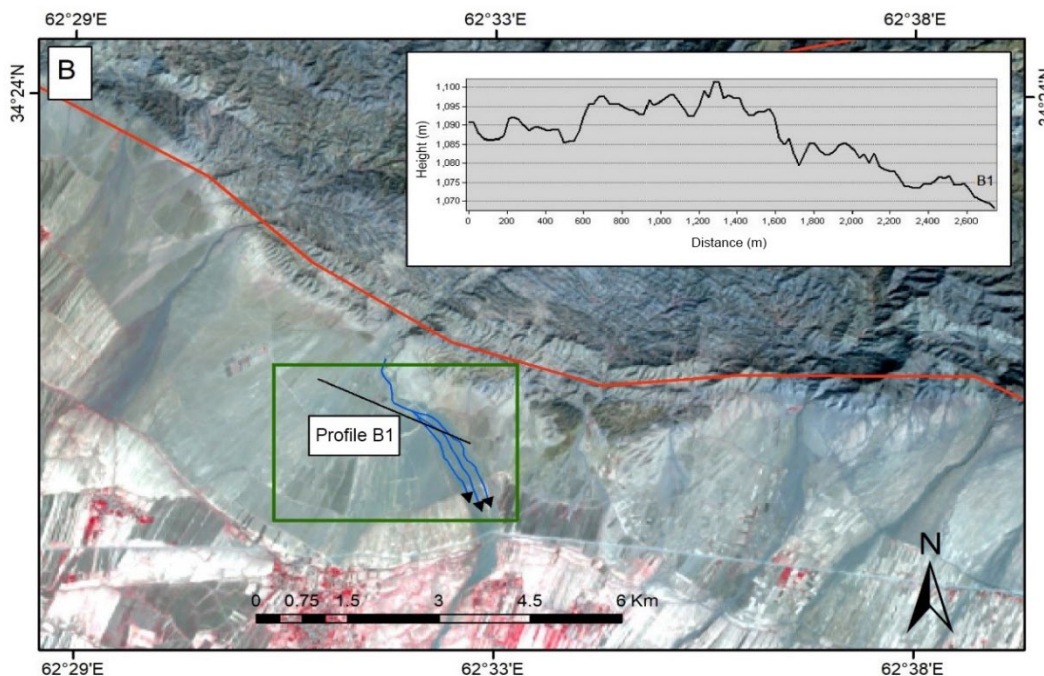 62°29'E 62°33'E 62°38'E
B
34°24'N
24°24'N
1,100
1,095
1,090
1,085
1,080
1,075
1,070
Height (m)
B1
0 200 400 600 800 1,000 1,200 1,400 1,600 1,800 2,000 2,200 2,400 2,600
Distance (m)
Profile B1
N
0 0.75 1.5 3 4.5 6 Km
62°29'E 62°33'E 62°38'E